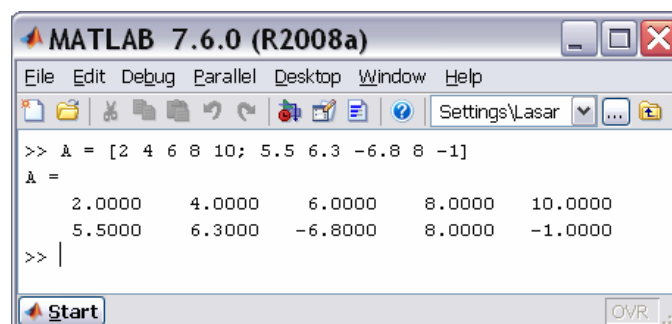 MATLAB 7.6.0 (R2008a)
File Edit Debug Parallel Desktop Window Help
Settings\Lasar ...
>> A = [2 4 6 8 10; 5.5 6.3 -6.8 8 -1]
A =
2.0000 4.0000 6.0000 8.0000 10.0000
5.5000 6.3000 -6.8000 8.0000 -1.0000
>>
Start OVR